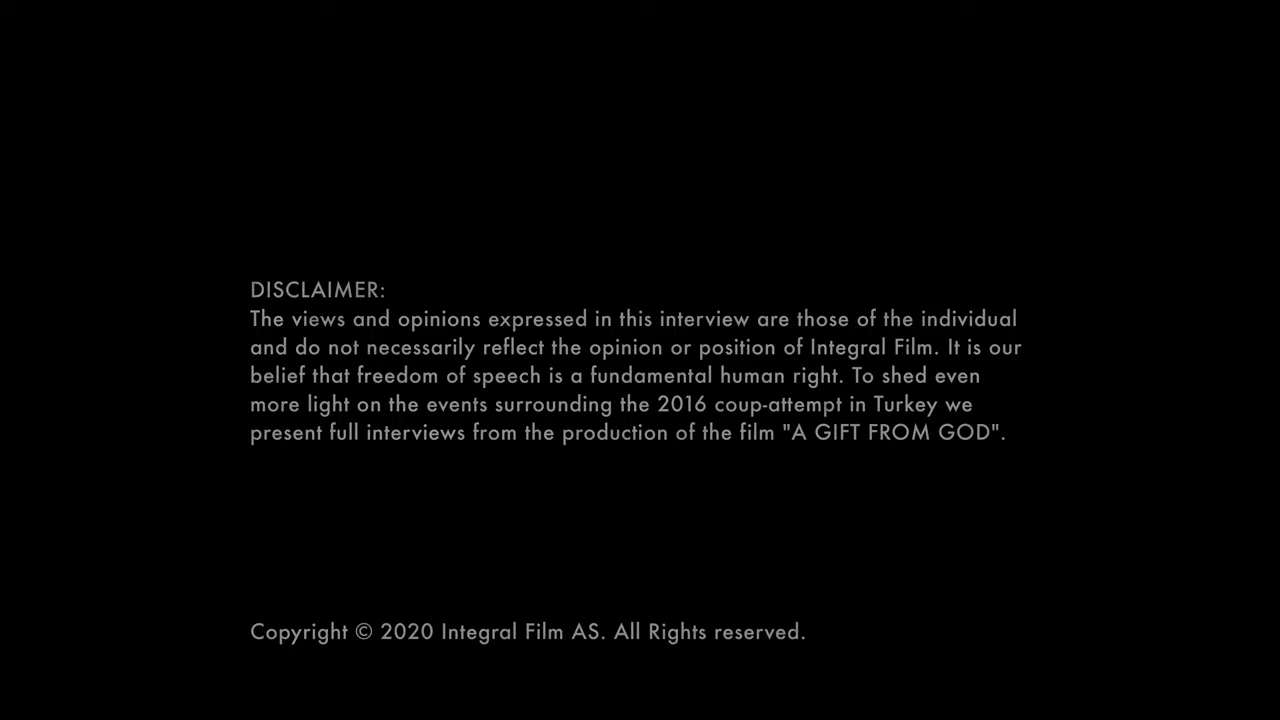 DISCLAIMER:
The views and opinions expressed in this interview are those of the individual
and do not necessarily reflect the opinion or position of Integral Film. It is our
belief that freedom of speech is a fundamental human right. To shed even
more light on the events surrounding the 2016 coup-attempt in Turkey we
present full interviews from the production of the film "A GIFT FROM GOD".
Copyright © 2020 Integral Film AS. All Rights reserved.